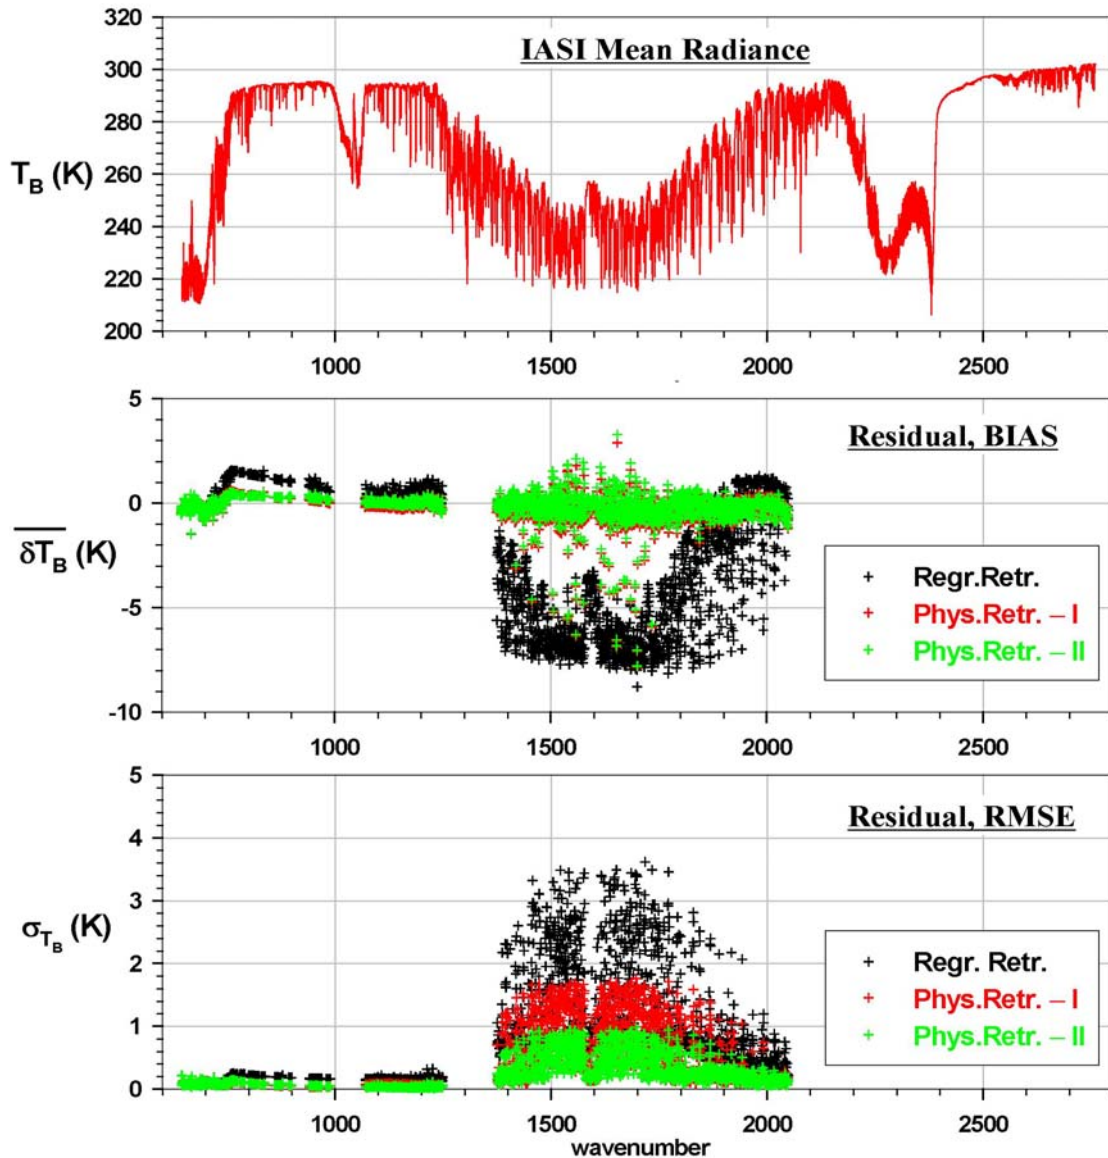 IASI Mean Radiance
320
300
280
260
240
220
200
T_B (K)
1000 1500 2000 2500
Residual, BIAS
5
0
-5
-10
δT_B (K)
Regr.Retr.
Phys.Retr. – I
Phys.Retr. – II
1000 1500 2000 2500
Residual, RMSE
5
4
3
2
1
0
σ_T_B (K)
Regr. Retr.
Phys.Retr. – I
Phys.Retr. – II
1000 1500 2000 2500
wavenumber